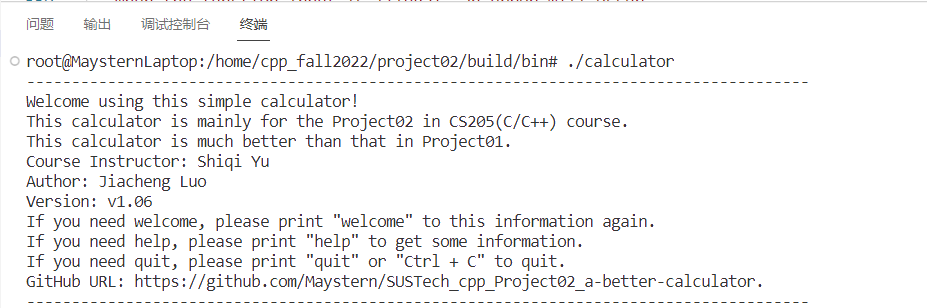 问题 输出 调试控制台 终端
root@MaysternLaptop:/home/cpp_fall2022/project02/build/bin# ./calculator
--------------------------------------------------------------------------------
Welcome using this simple calculator!
This calculator is mainly for the Project02 in CS205(C/C++) course.
This calculator is much better than that in Project01.
Course Instructor: Shiqi Yu
Author: Jiacheng Luo
Version: v1.06
If you need welcome, please print "welcome" to this information again.
If you need help, please print "help" to get some information.
If you need quit, please print "quit" or "Ctrl + C" to quit.
GitHub URL: https://github.com/Maystern/SUSTech_cpp_Project02_a-better-calculator.
--------------------------------------------------------------------------------